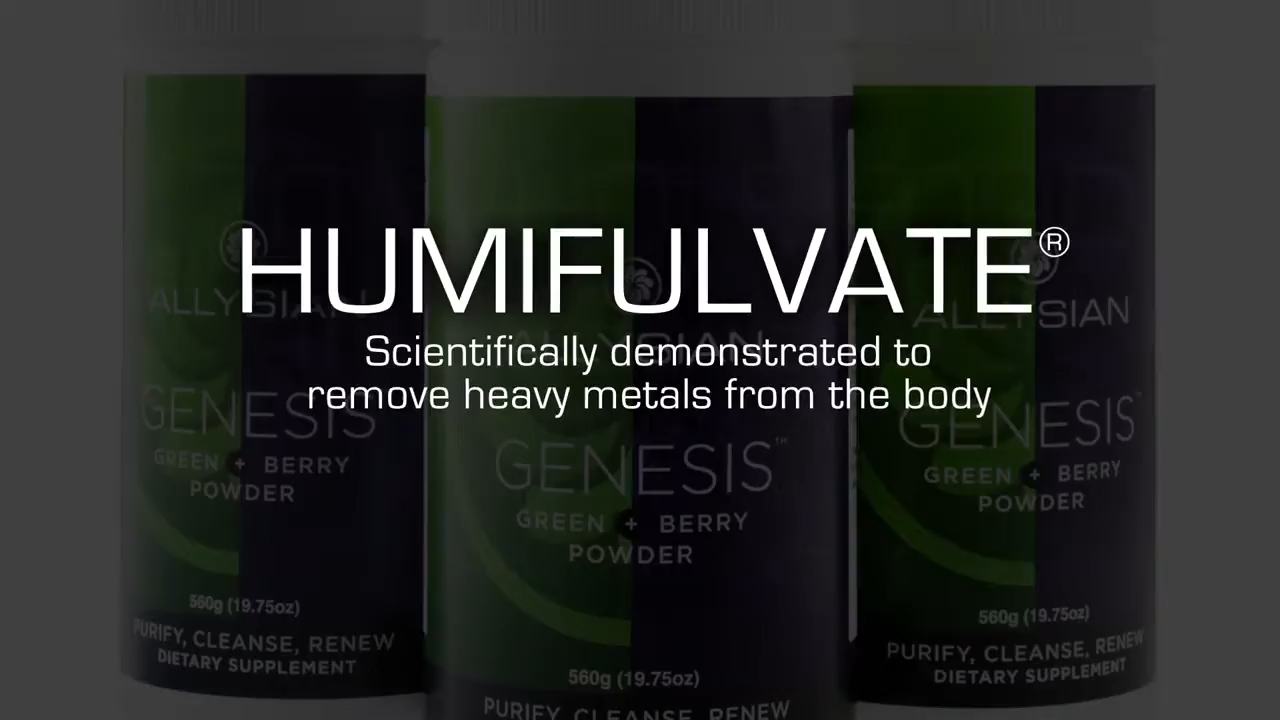 HUMIFULVATE®
Scientifically demonstrated to
remove heavy metals from the body
ALLYSIAN
GENESIS
GREEN + BERRY
POWDER
560g (19.75oz)
PURIFY, CLEANSE, RENEW
DIETARY SUPPLEMENT
ALLYSIAN
GENESIS™
GREEN + BERRY
POWDER
560g (19.75oz)
PURIFY, CLEANSE, RENEW
ALLYSIAN
GENESIS™
GREEN + BERRY
POWDER
560g (19.75oz)
PURIFY, CLEANSE, RENEW
DIETARY SUPPLEMENT